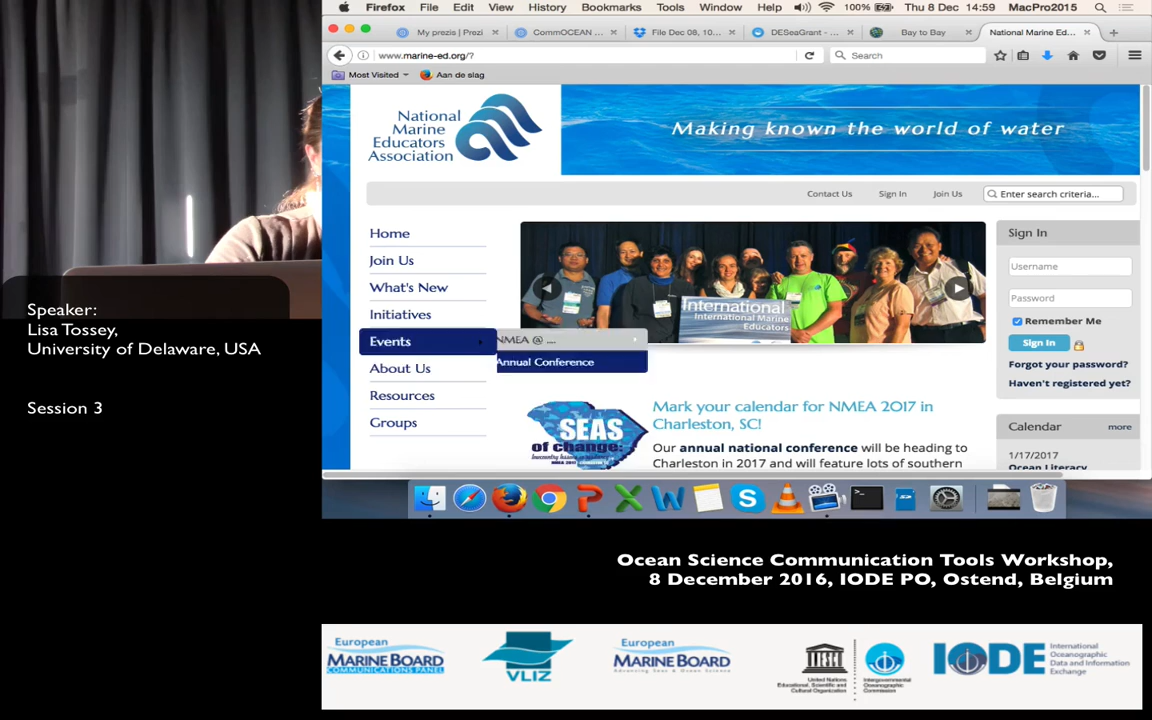 Firefox File Edit View History Bookmarks Tools Window Help 100% Thu 8 Dec 14:59 MacPro2015
My prezis | Prezi
CommOCEAN ...
File Dec 08, 10...
DESeaGrant - ...
Bay to Bay
National Marine Ed...
www.marine-ed.org/?
Search
Most Visited
Aan de slag
National
Marine
Educators
Association
Making known the world of water
Contact Us
Sign In
Join Us
Enter search criteria...
Home
Join Us
What's New
Initiatives
Events
About Us
Resources
Groups
NMEA @ ....
Annual Conference
International
International Marine
Educators
Sign In
Username
Password
Remember Me
Sign In
Forgot your password?
Haven't registered yet?
SEAS
of change:
Mark your calendar for NMEA 2017 in
Charleston, SC!
Our annual national conference will be heading to
Charleston in 2017 and will feature lots of southern
Calendar
more
1/17/2017
Ocean Literacy
Speaker:
Lisa Tossey,
University of Delaware, USA
Session 3
Ocean Science Communication Tools Workshop,
8 December 2016, IODE PO, Ostend, Belgium
European
MARINE BOARD
COMMUNICATIONS PANEL
VLIZ
European
MARINE BOARD
Advancing Seas & Ocean Science
United Nations
Educational, Scientific and
Cultural Organization
Intergovernmental
Oceanographic
Commission
IODE
International
Oceanographic
Data and Information
Exchange